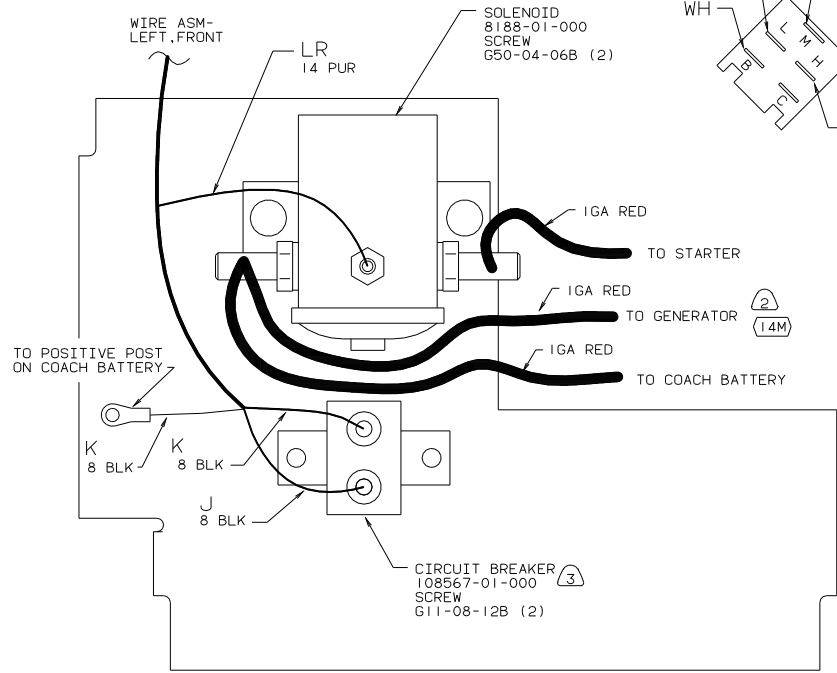 WIRE ASM-
LEFT,FRONT
LR
14 PUR
SOLENOID
8188-01-000
SCREW
G50-04-06B (2)
WH
L
M
H
B
C
1GA RED
TO STARTER
1GA RED
TO GENERATOR
2
14M
1GA RED
TO COACH BATTERY
TO POSITIVE POST
ON COACH BATTERY
K
8 BLK
K
8 BLK
J
8 BLK
CIRCUIT BREAKER
108567-01-000
3
SCREW
G11-08-12B (2)